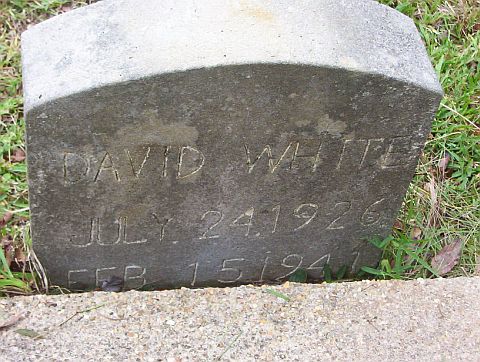 DAVID WHITE
JULY. 24, 1926
FEB. 15, 1941